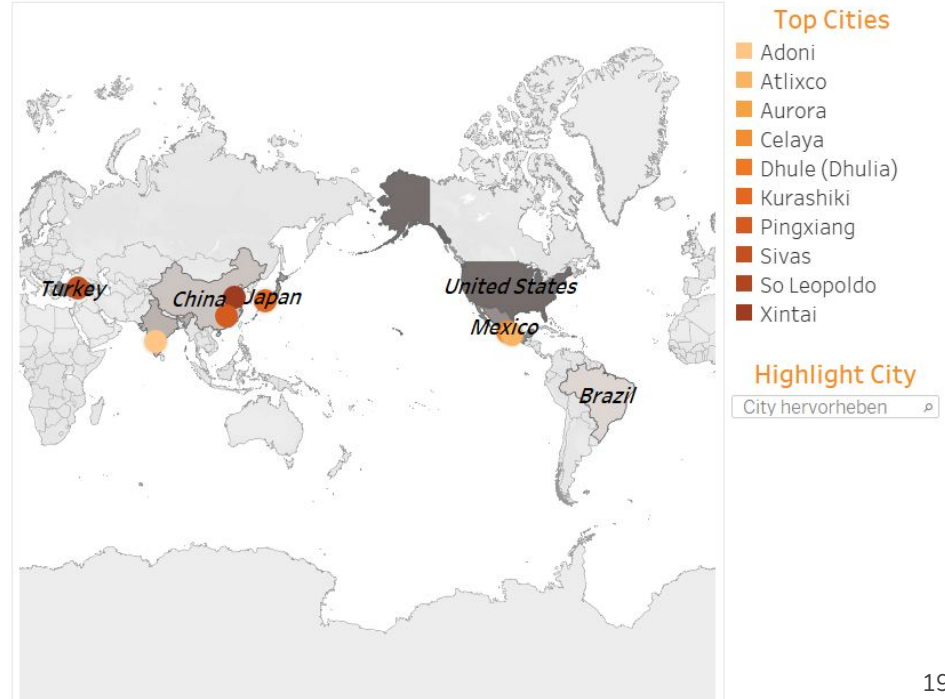 Turkey
China
Japan
United States
Mexico
Brazil
Top Cities
Adoni
Atlixco
Aurora
Celaya
Dhule (Dhulia)
Kurashiki
Pingxiang
Sivas
So Leopoldo
Xintai
Highlight City
City hervorheben
19